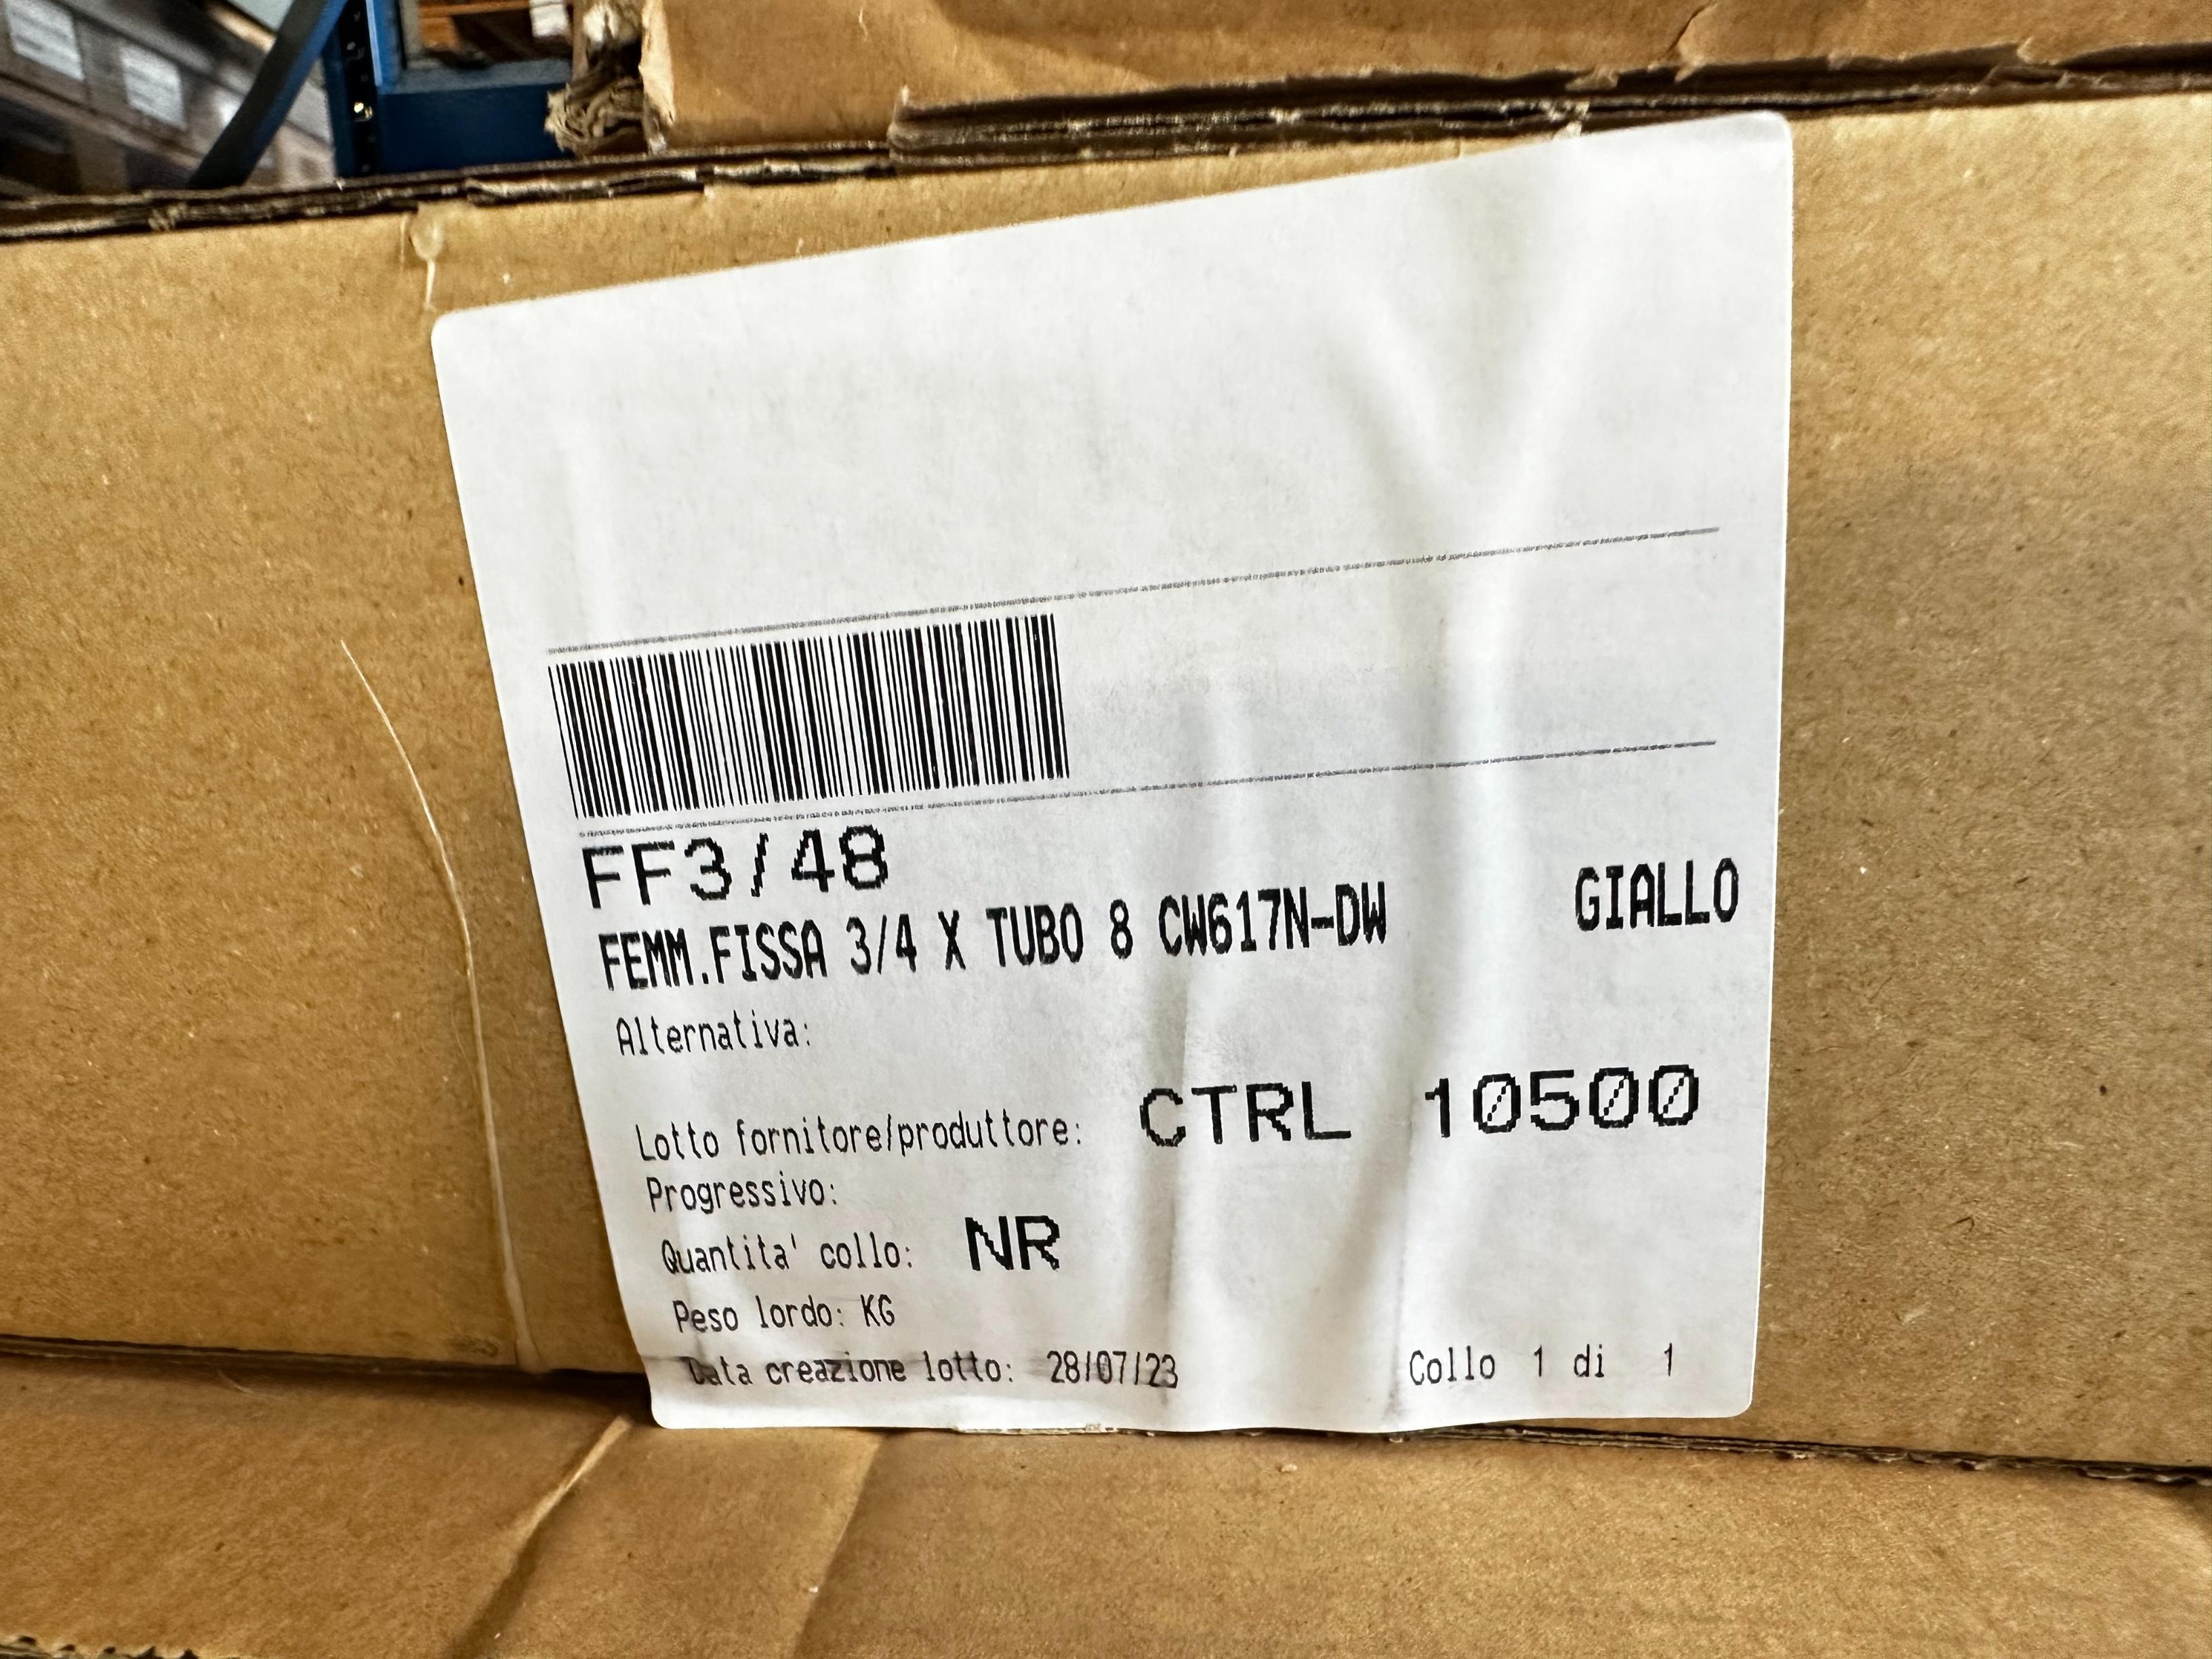 FF3/48
FEMM.FISSA 3/4 X TUBO 8 CW617N-DW GIALLO
Alternativa:
Lotto fornitore/produttore: CTRL 10500
Progressivo:
Quantita' collo: NR
Peso lordo: KG
Data creazione lotto: 28/07/23 Collo 1 di 1